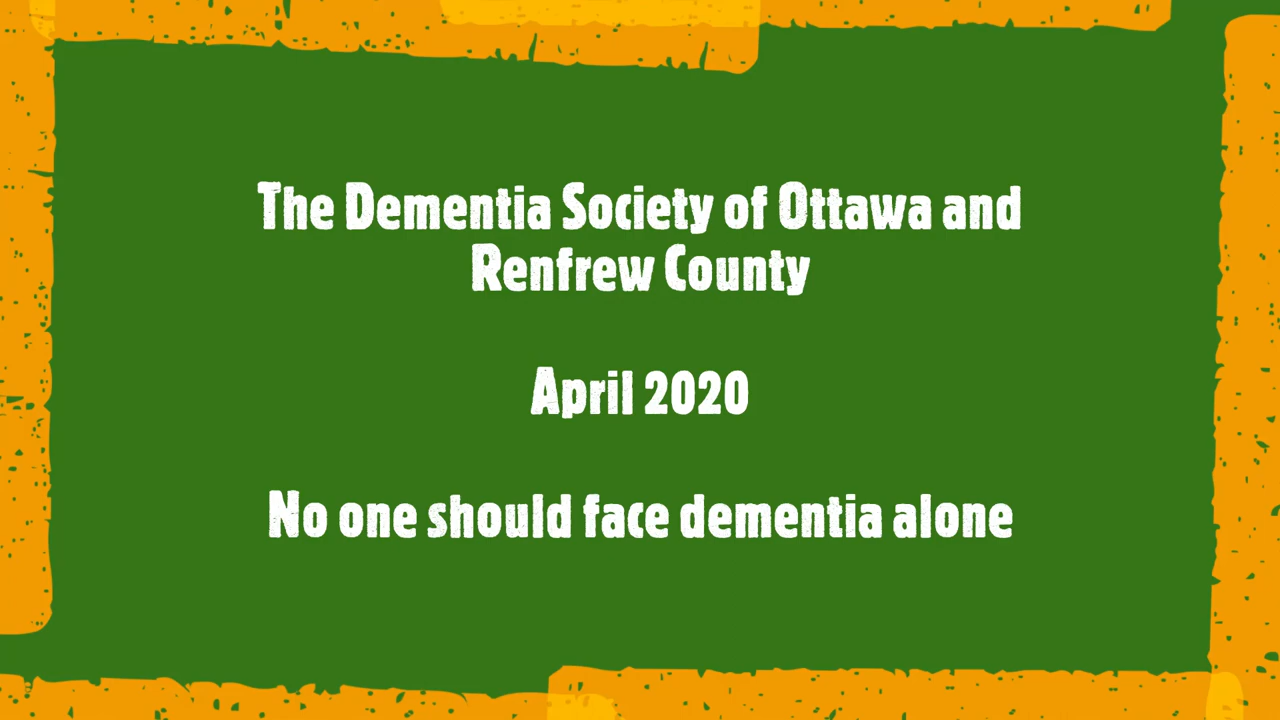 The Dementia Society of Ottawa and
Renfrew County
April 2020
No one should face dementia alone